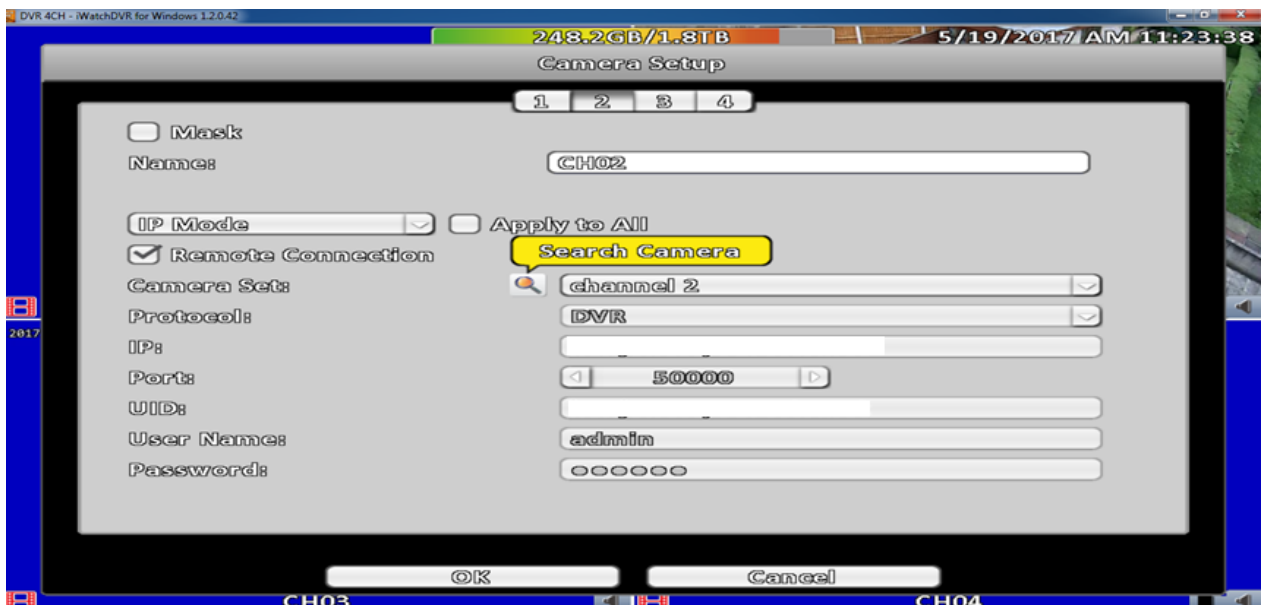 DVR 4CH - iWatchDVR for Windows 1.2.0.42
248.2GB/1.8TB 5/19/2017 AM 11:23:38
Camera Setup
1 2 3 4
Mask
Name: CH02
IP Mode Apply to All
Remote Connection Search Camera
Camera Set: channel 2
Protocol: DVR
2017
IP:
Port: 50000
UID:
User Name: admin
Password: oooooo
OK Cancel
CH03 CH04